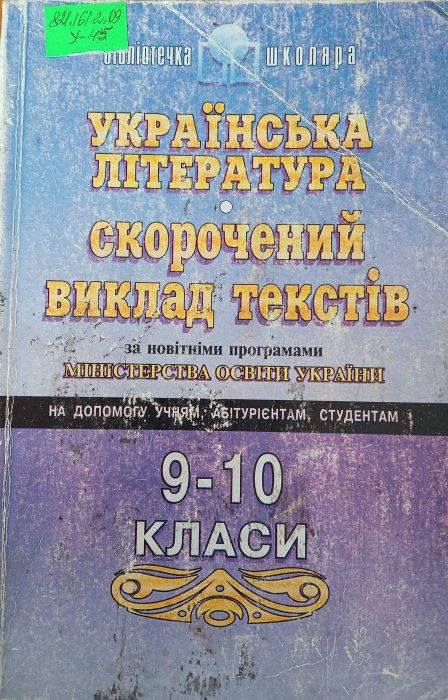 821.161.2.09
У-45
бібліотечка школяра
УКРАЇНСЬКА
ЛІТЕРАТУРА
СКОРОЧЕНИЙ
ВИКЛАД ТЕКСТІВ
за новітніми програмами
МІНІСТЕРСТВА ОСВІТИ УКРАЇНИ
НА ДОПОМОГУ УЧНЯМ, АБІТУРІЄНТАМ, СТУДЕНТАМ
9-10
КЛАСИ